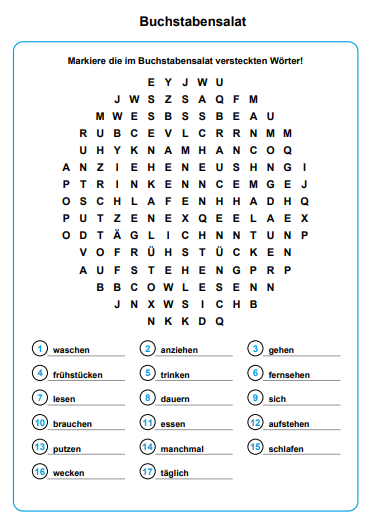 Buchstabensalat
Markiere die im Buchstabensalat versteckten Wörter!
E Y J W U
J W S Z S A Q F M
M W E S B S S B E A U
R U B C E V L C R R N M M
U H Y K N A M H A N C O Q
A N Z I E H E N E U S H N G I
P T R I N K E N N C E M G E J
O S C H L A F E N H H A D H Q
P U T Z E N E X Q E E L A E X
O D T Ä G L I C H N N T U N P
V O F R Ü H S T Ü C K E N
A U F S T E H E N G P R P
B B C O W L E S E N N
J N X W S I C H B
N K K D Q
1 waschen 2 anziehen 3 gehen
4 frühstücken 5 trinken 6 fernsehen
7 lesen 8 dauern 9 sich
10 brauchen 11 essen 12 aufstehen
13 putzen 14 manchmal 15 schlafen
16 wecken 17 täglich